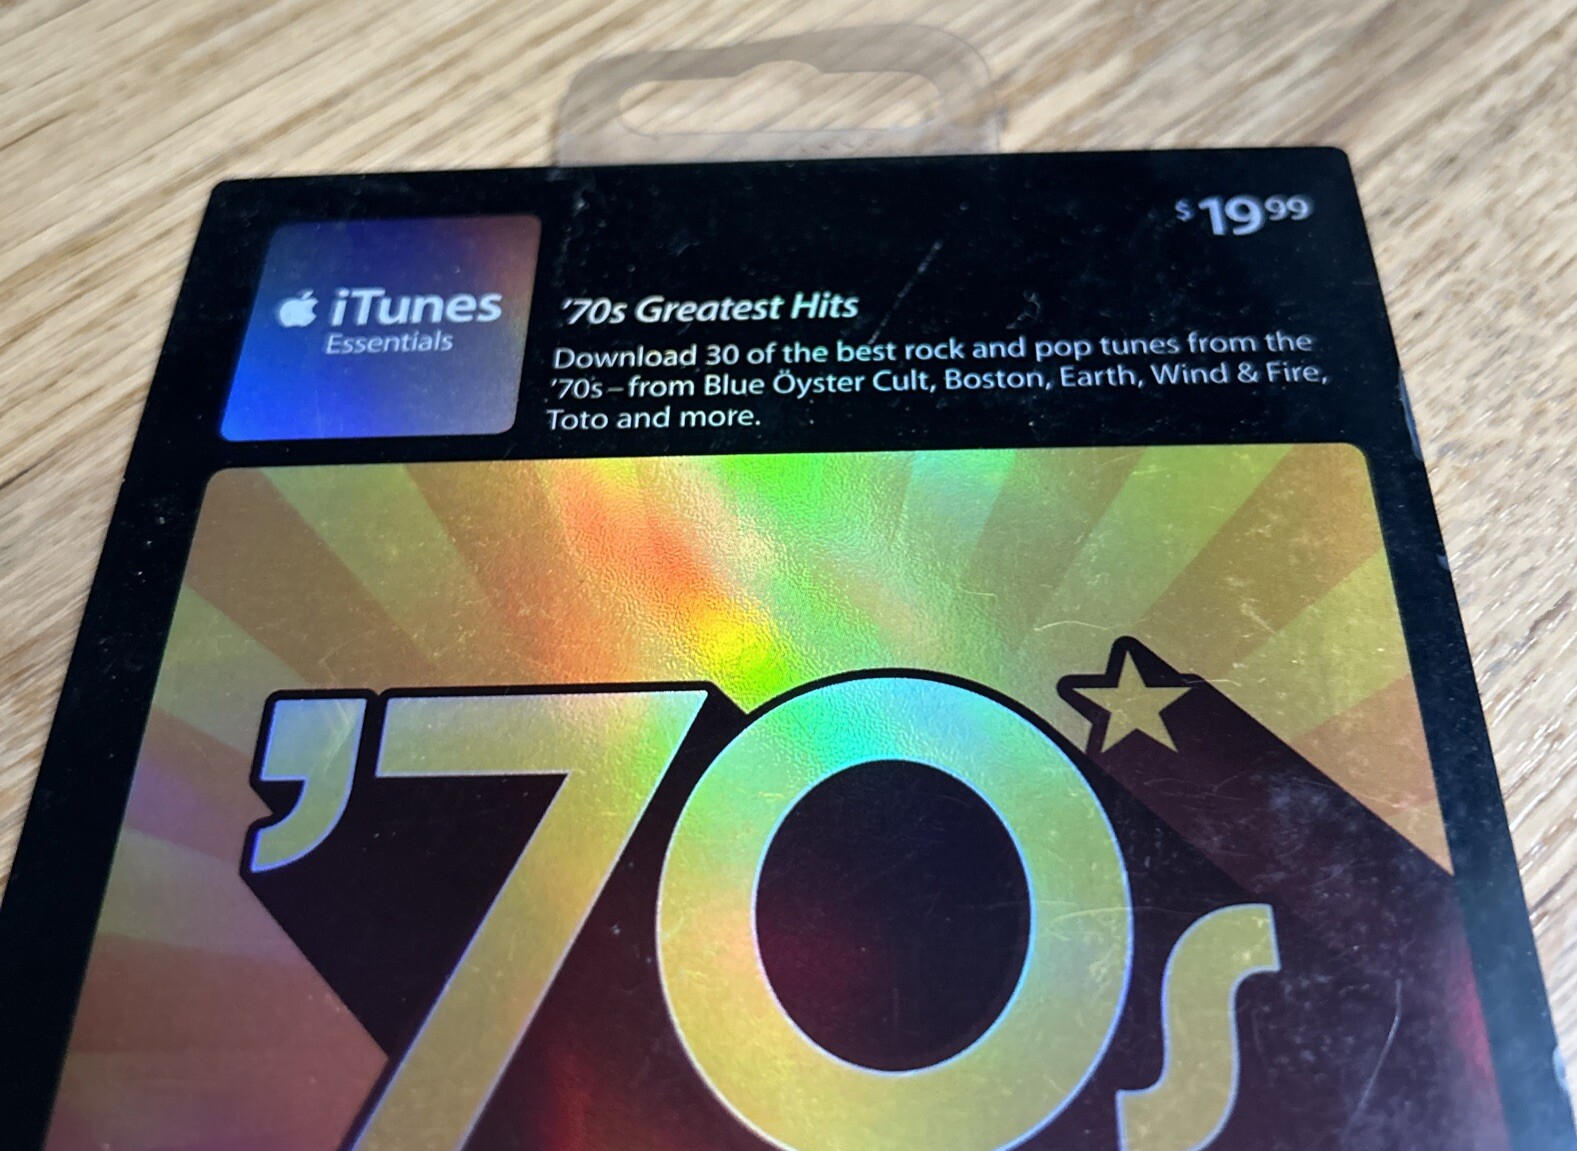 $19.99
iTunes
Essentials
'70s Greatest Hits
Download 30 of the best rock and pop tunes from the
'70s – from Blue Öyster Cult, Boston, Earth, Wind & Fire,
Toto and more.
'70s